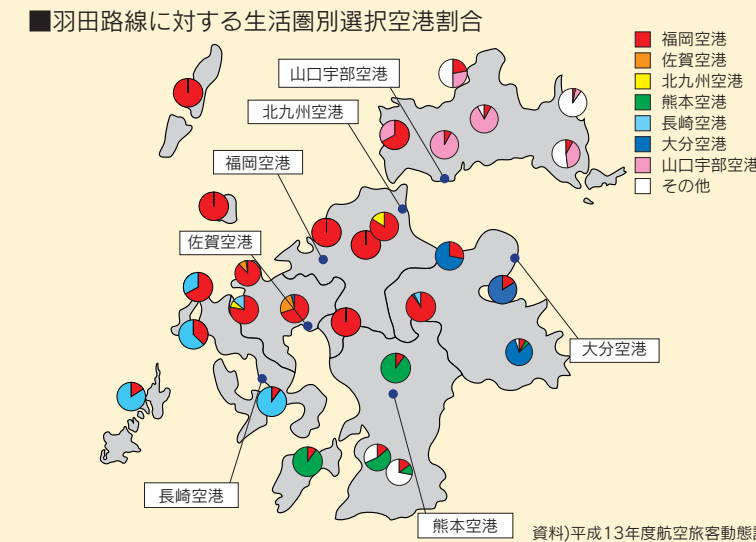 ■羽田路線に対する生活圏別選択空港割合
福岡空港
佐賀空港
北九州空港
熊本空港
長崎空港
大分空港
山口宇部空港
その他
山口宇部空港
北九州空港
福岡空港
佐賀空港
大分空港
長崎空港
熊本空港
資料)平成13年度航空旅客動態